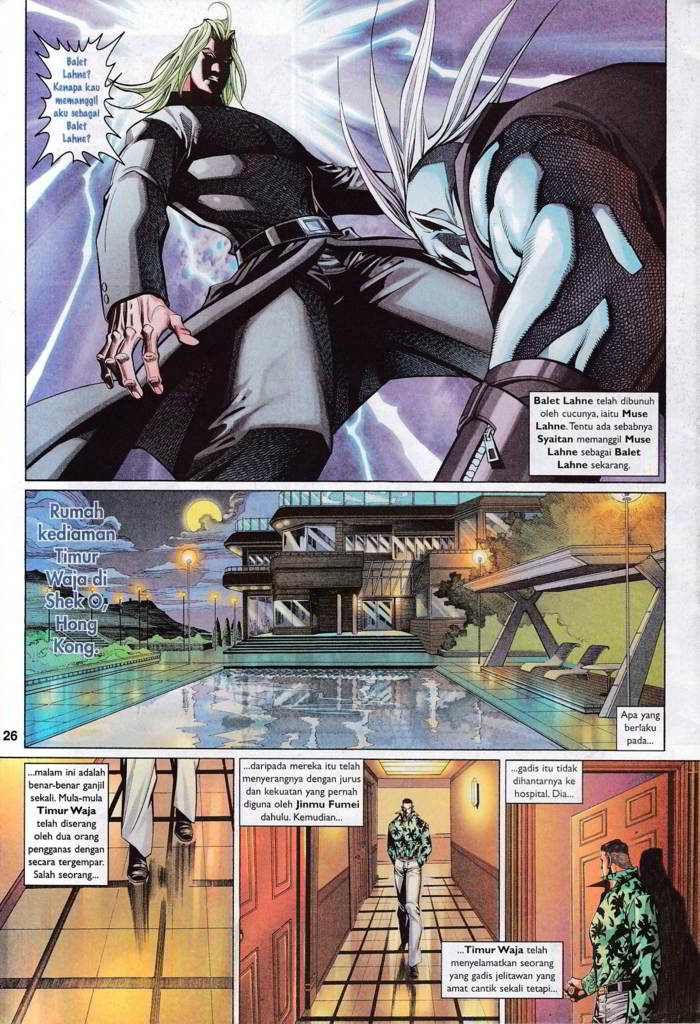 Balet
Lahne?
Kenapa kau
memanggil
aku sebagai
Balet
Lahne?
Balet Lahne telah dibunuh
oleh cucunya, iaitu Muse
Lahne. Tentu ada sebabnya
Syaitan memanggil Muse
Lahne sebagai Balet
Lahne sekarang.
Rumah
kediaman
Timur
Waja di
Shek O,
Hong
Kong.
Apa yang
berlaku
pada...
26
...malam ini adalah
benar-benar ganjil
sekali. Mula-mula
Timur Waja
telah diserang
oleh dua orang
pengganas dengan
secara tergempar.
Salah seorang...
...daripada mereka itu telah
menyerangnya dengan jurus
dan kekuatan yang pernah
diguna oleh Jinmu Fumei
dahulu. Kemudian...
...Timur Waja telah
menyelamatkan seorang
yang gadis jelitawan yang
amat cantik sekali tetapi...
...gadis itu tidak
dihantarnya ke
hospital. Dia...